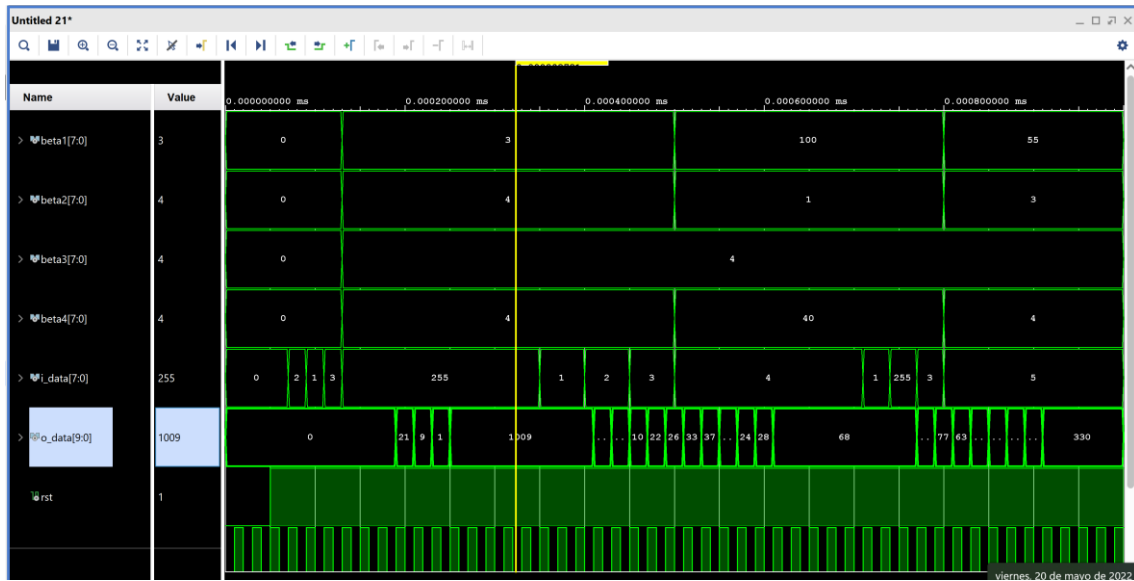 Untitled 21*
Name Value
0.000000000 ms 0.000200000 ms 0.000400000 ms 0.000600000 ms 0.000800000 ms
beta1[7:0] 3 0 3 100 55
beta2[7:0] 4 0 4 1 3
beta3[7:0] 4 0 4
beta4[7:0] 4 0 4 40 4
i_data[7:0] 255 0 2 1 3 255 1 2 3 4 1 255 3 5
o_data[9:0] 1009 0 21 9 1 1009 .. .. 10 22 26 33 37 .. 24 28 68 .. 77 63 .. .. .. .. 330
rst 1
viernes, 20 de mayo de 2022